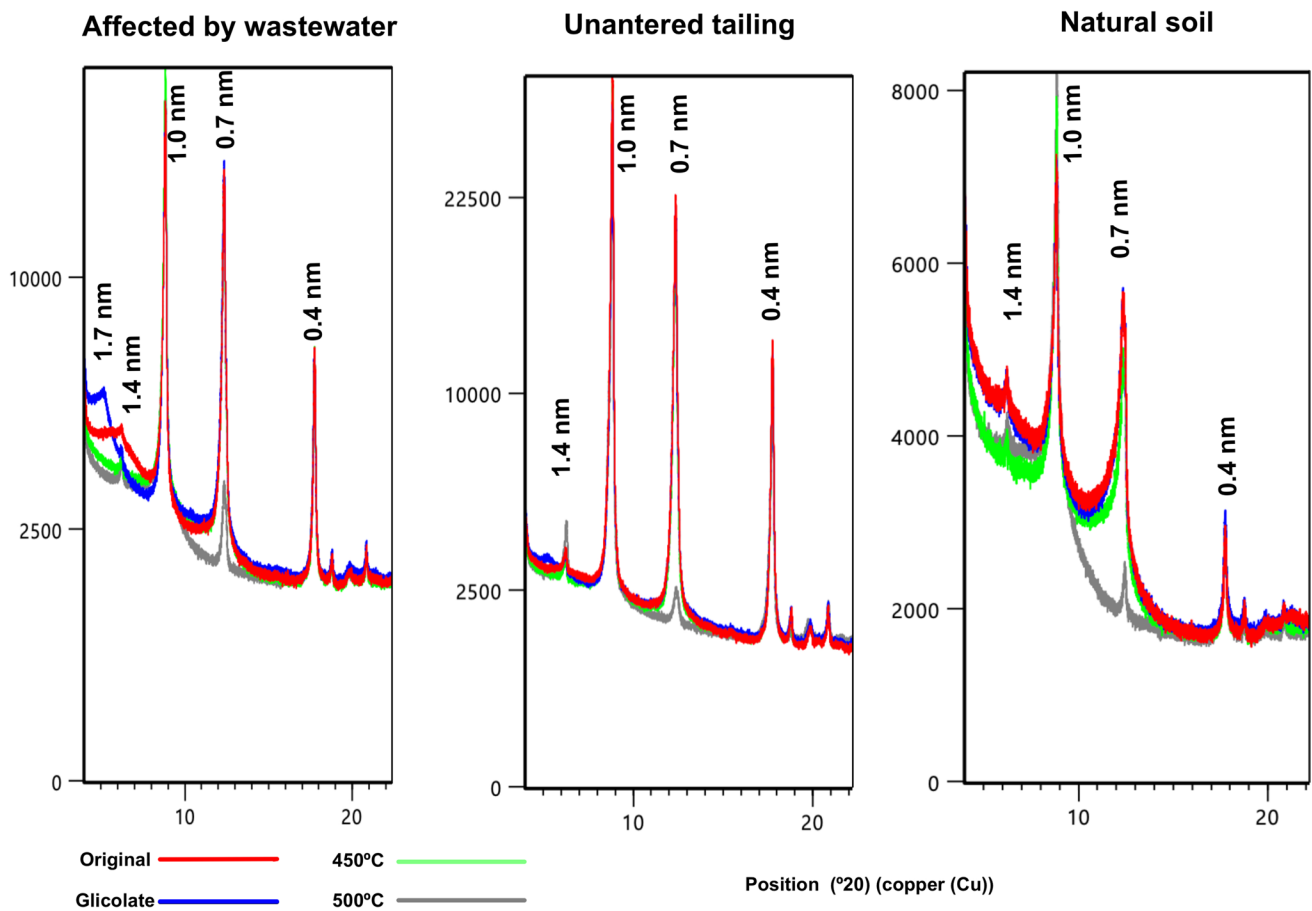 Affected by wastewater
Unantered tailing
Natural soil
10000
2500
0
1.7 nm
1.4 nm
1.0 nm
0.7 nm
0.4 nm
10
20
22500
10000
2500
0
1.4 nm
1.0 nm
0.7 nm
0.4 nm
10
20
8000
6000
4000
2000
0
1.4 nm
1.0 nm
0.7 nm
0.4 nm
10
20
Original
450ºC
Glicolate
500ºC
Position (º20) (copper (Cu))